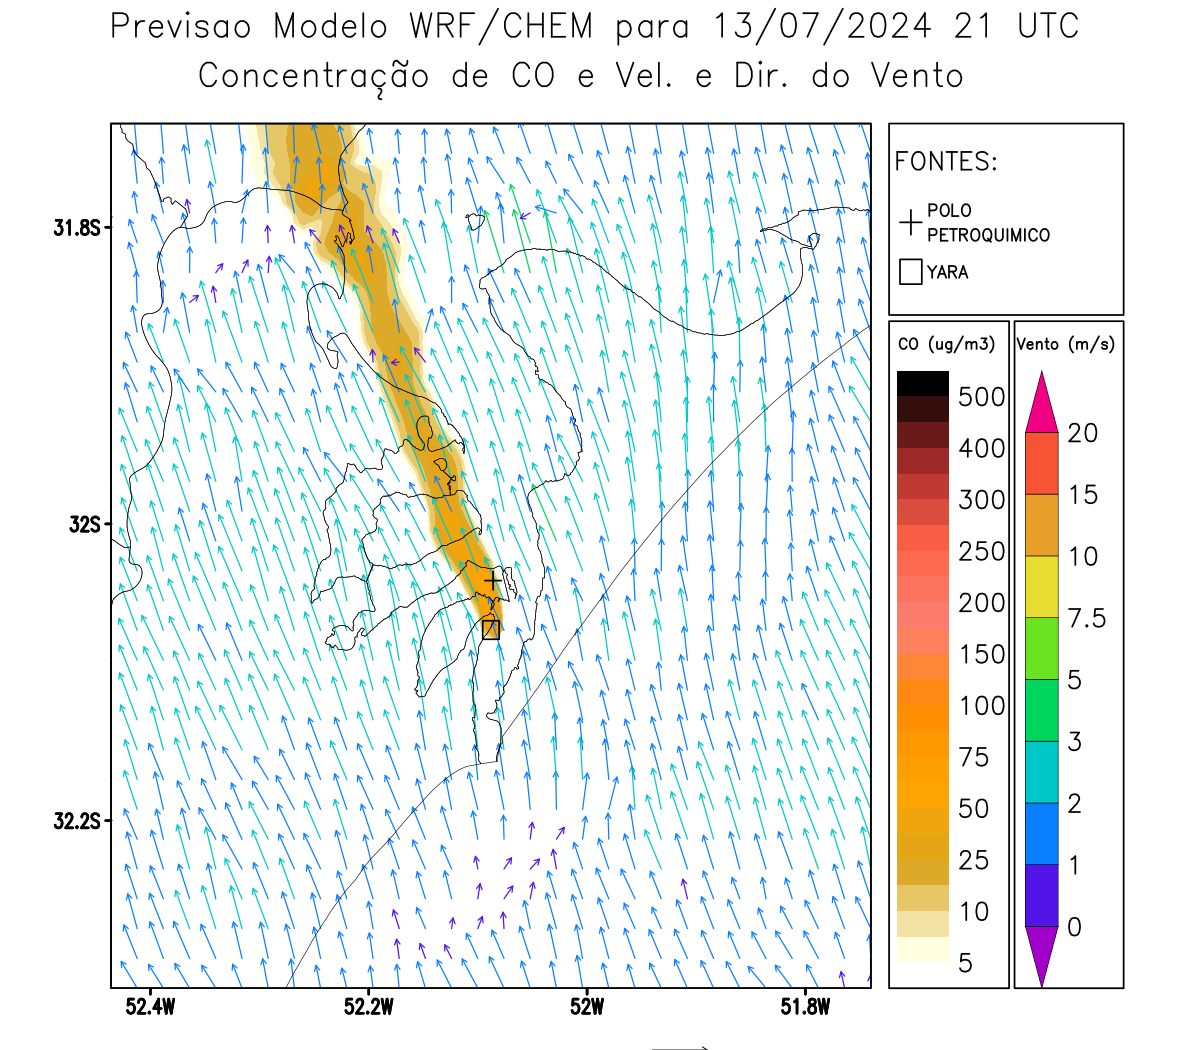 Previsao Modelo WRF/CHEM para 13/07/2024 21 UTC
Concentração de CO e Vel. e Dir. do Vento
FONTES:
POLO
PETROQUIMICO
YARA
CO (ug/m3)
500
400
300
250
200
150
100
75
50
25
10
5
Vento (m/s)
20
15
10
7.5
5
3
2
1
0
31.8S
32S
32.2S
52.4W
52.2W
52W
51.8W